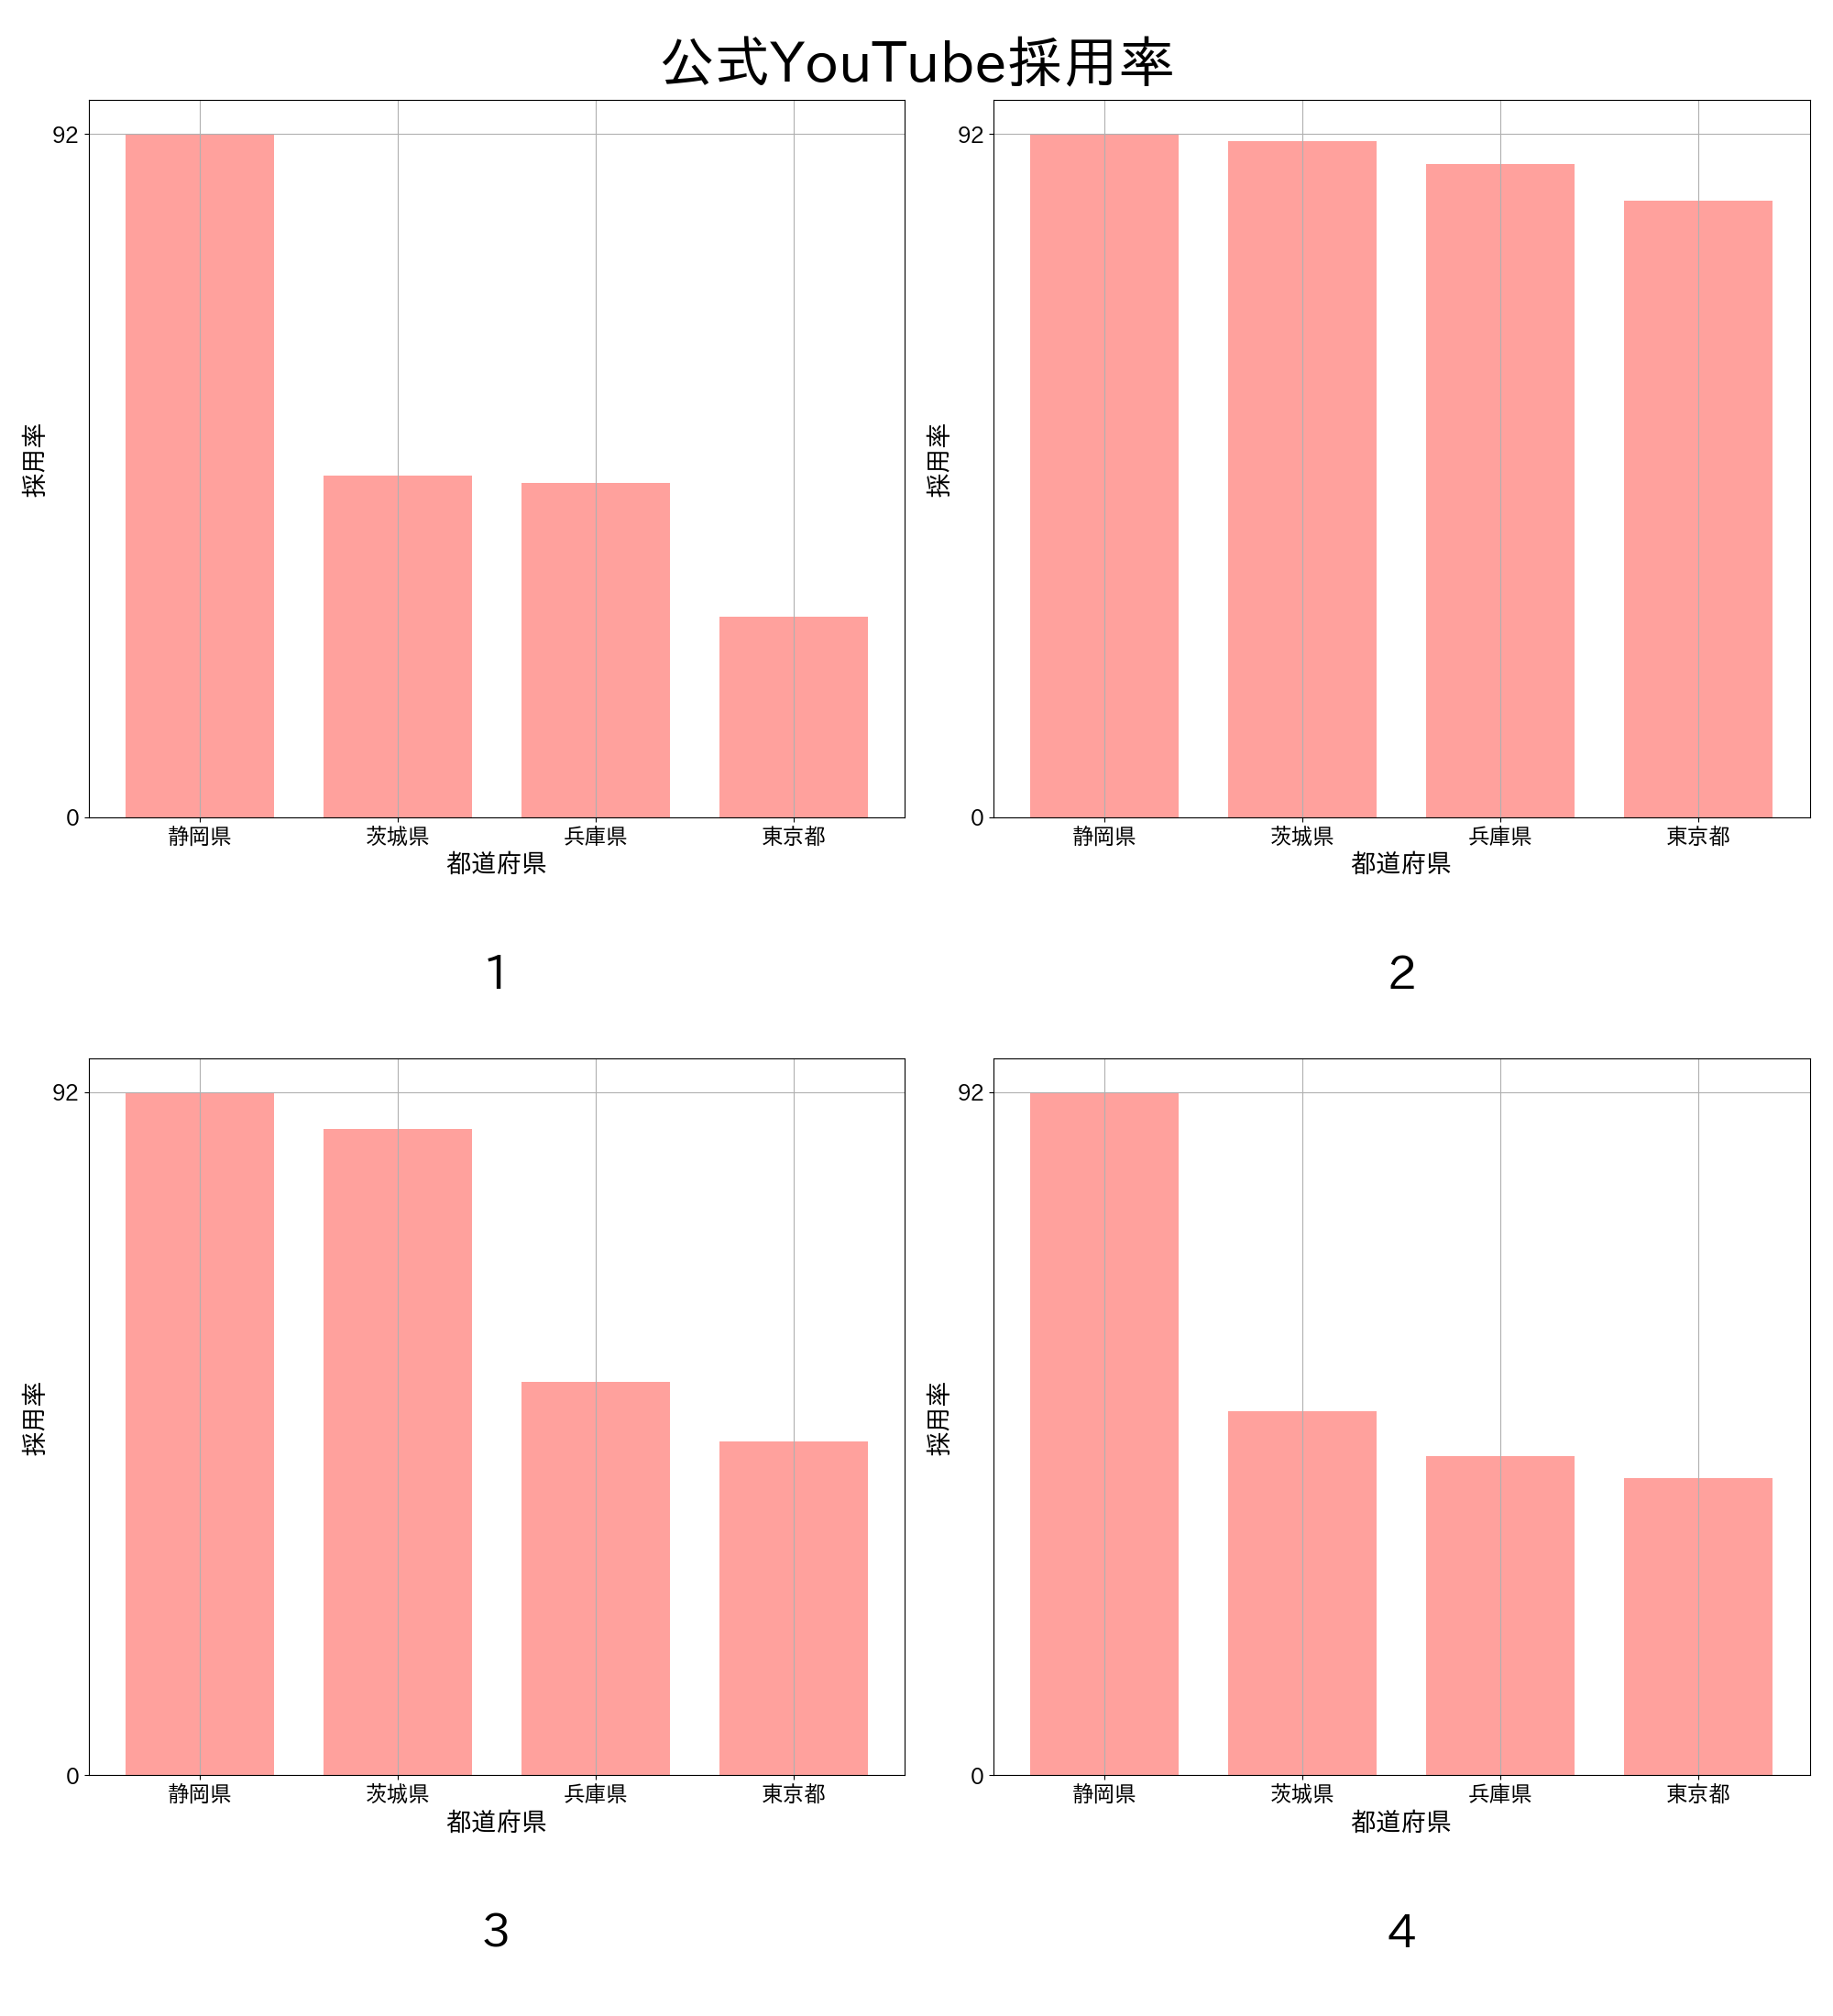 公式YouTube採用率
92
採用率
0
静岡県 茨城県 兵庫県 東京都
都道府県
1
92
採用率
0
静岡県 茨城県 兵庫県 東京都
都道府県
2
92
採用率
0
静岡県 茨城県 兵庫県 東京都
都道府県
3
92
採用率
0
静岡県 茨城県 兵庫県 東京都
都道府県
4